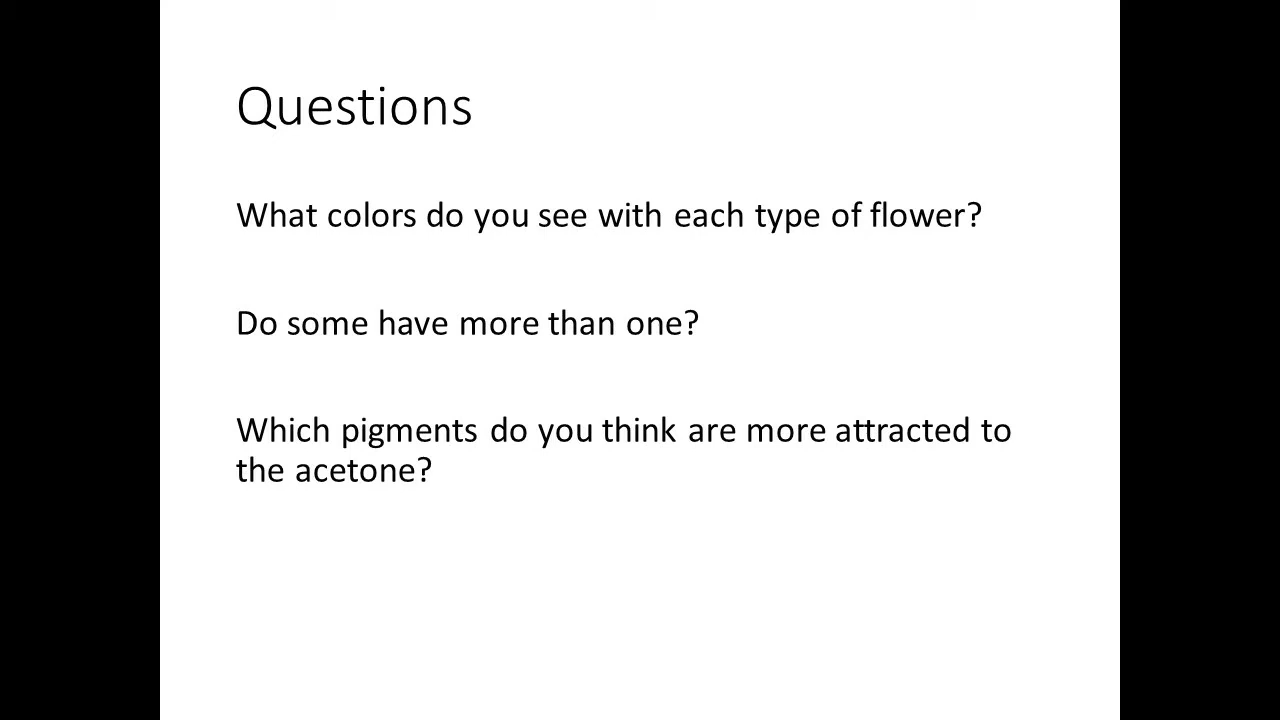 Questions
What colors do you see with each type of flower?
Do some have more than one?
Which pigments do you think are more attracted to
the acetone?